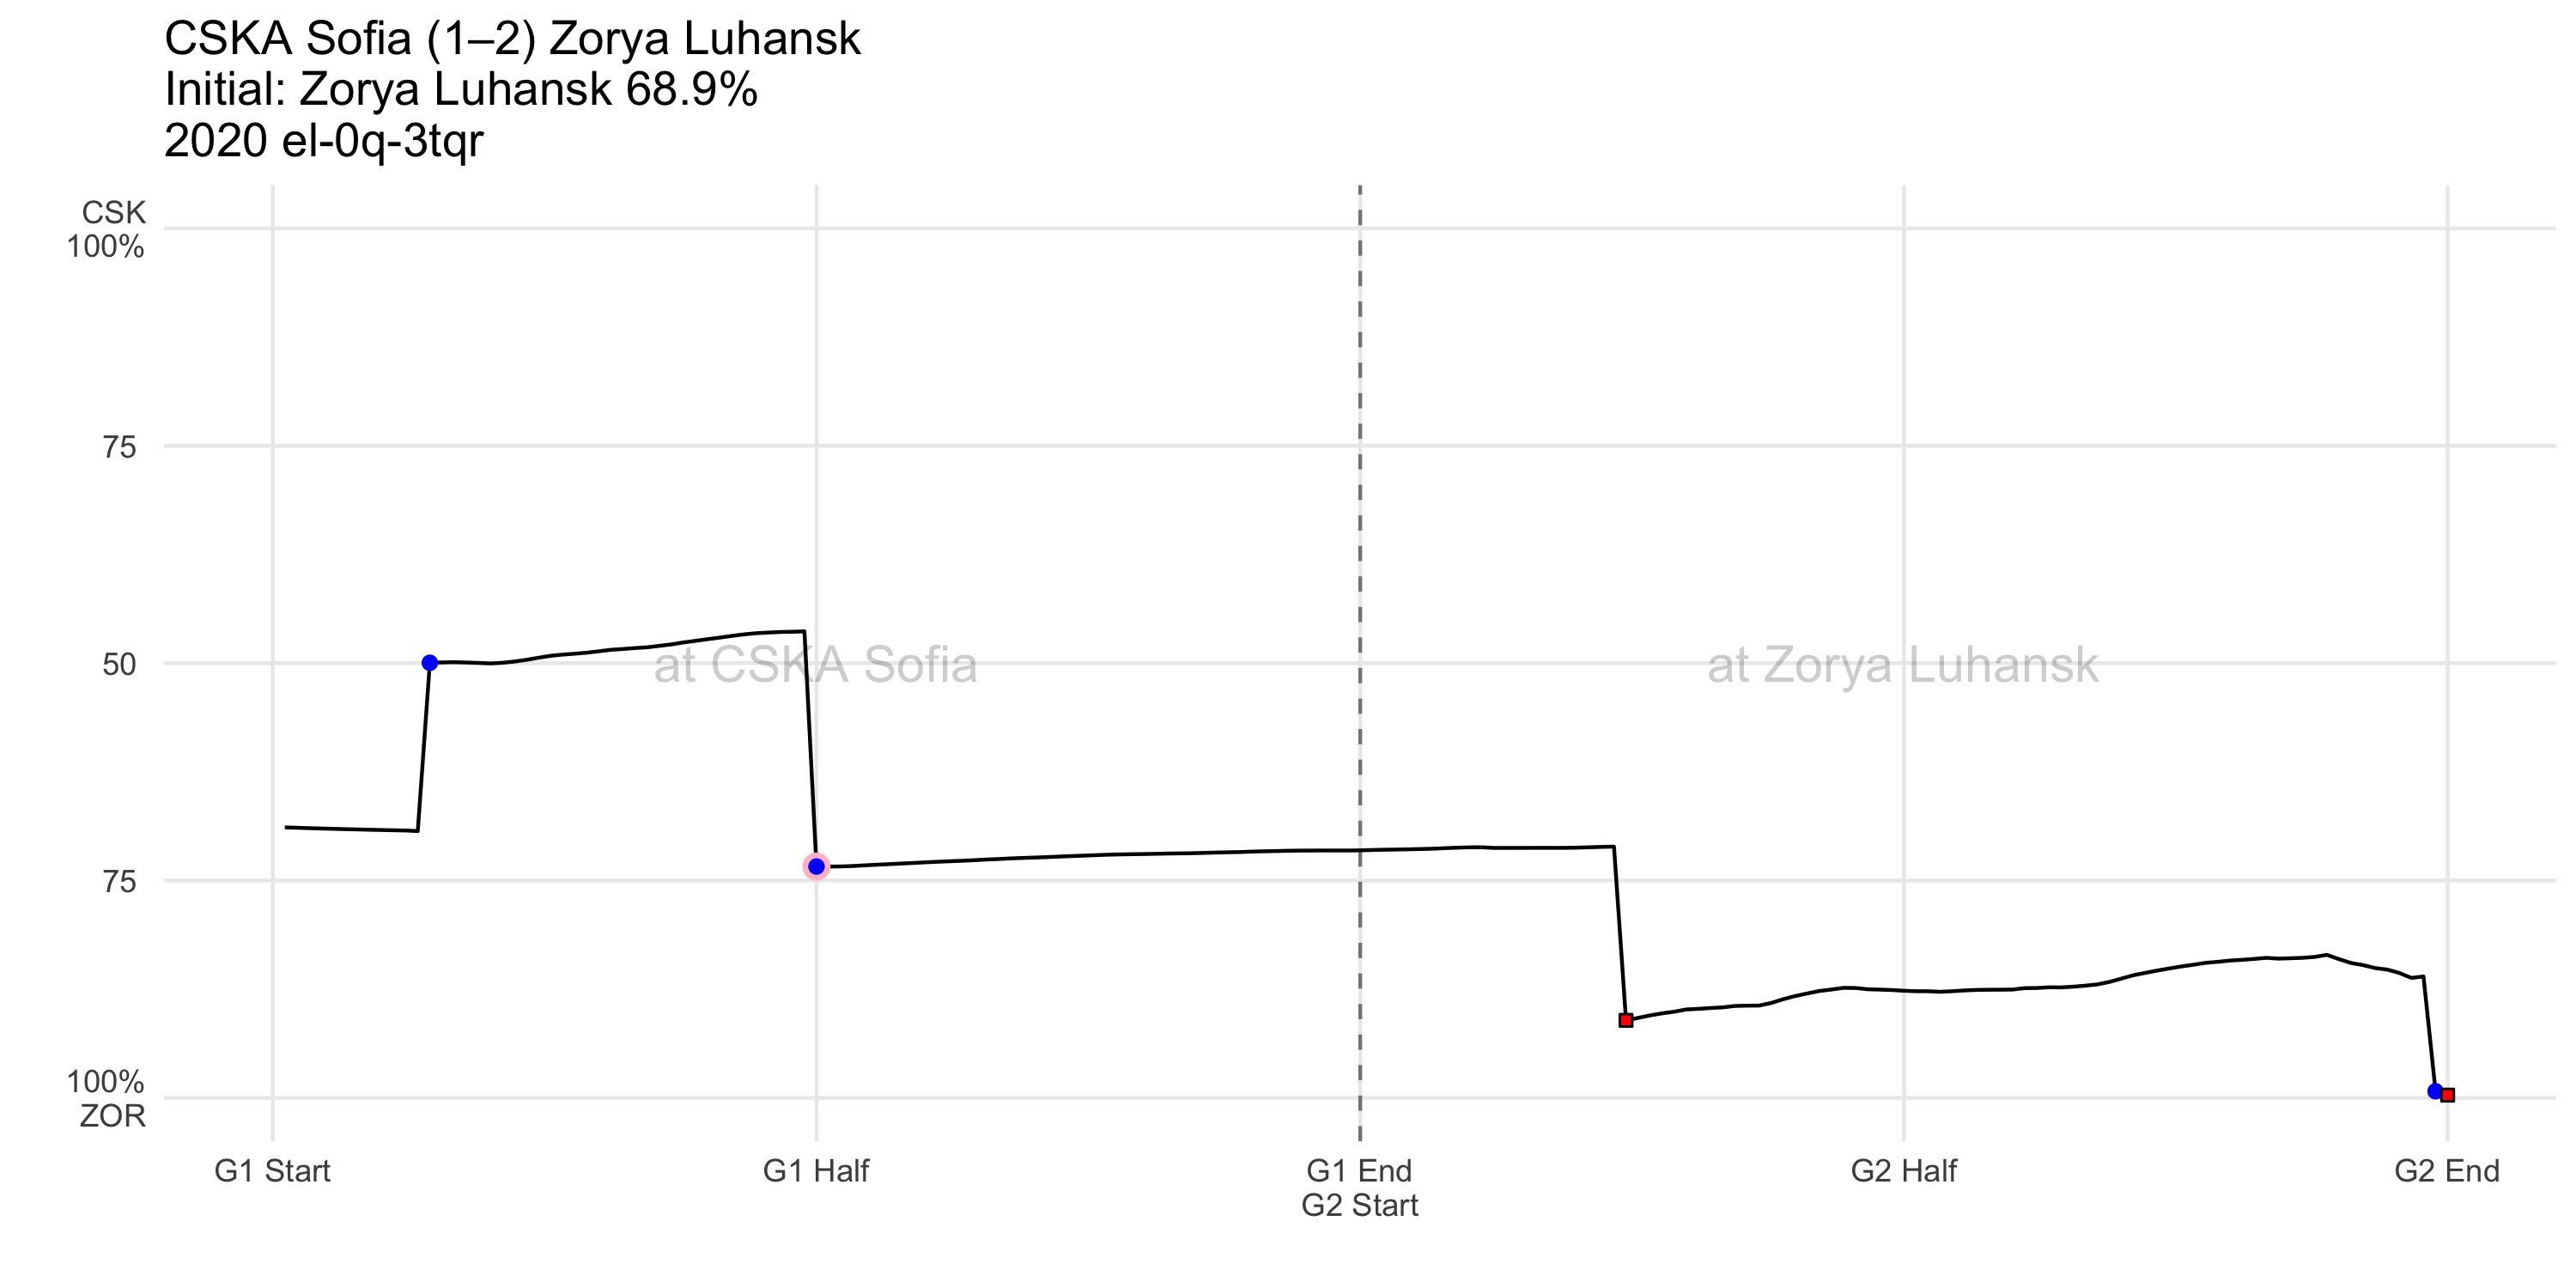 CSKA Sofia (1–2) Zorya Luhansk
Initial: Zorya Luhansk 68.9%
2020 el-0q-3tqr
CSK
100%
75
50
75
100%
ZOR
at CSKA Sofia
at Zorya Luhansk
G1 Start
G1 Half
G1 End
G2 Start
G2 Half
G2 End